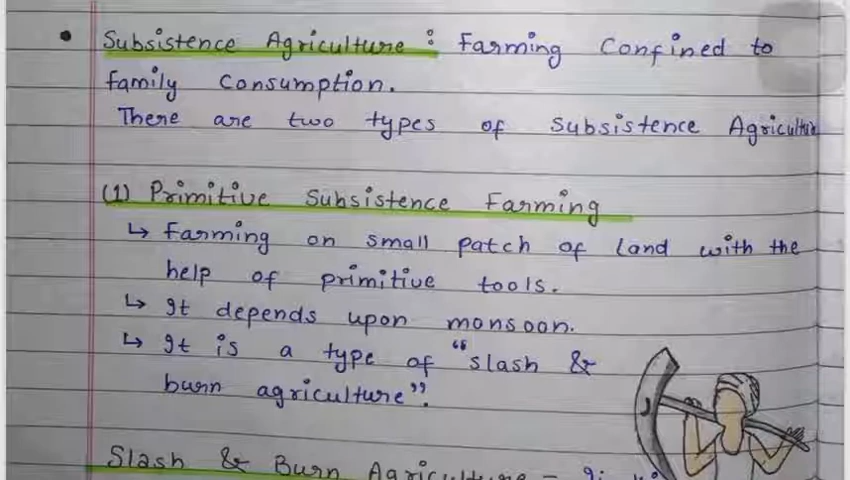 • Subsistence Agriculture : Farming Confined to
family Consumption.
There are two types of Subsistence
(1) Primitive Subsistence Farming
↳ Farming on small patch of land with the
help of primitive tools.
↳ It depends upon monsoon.
↳ It is a type of "slash &
burn agriculture".
Slash & Burn Agriculture -